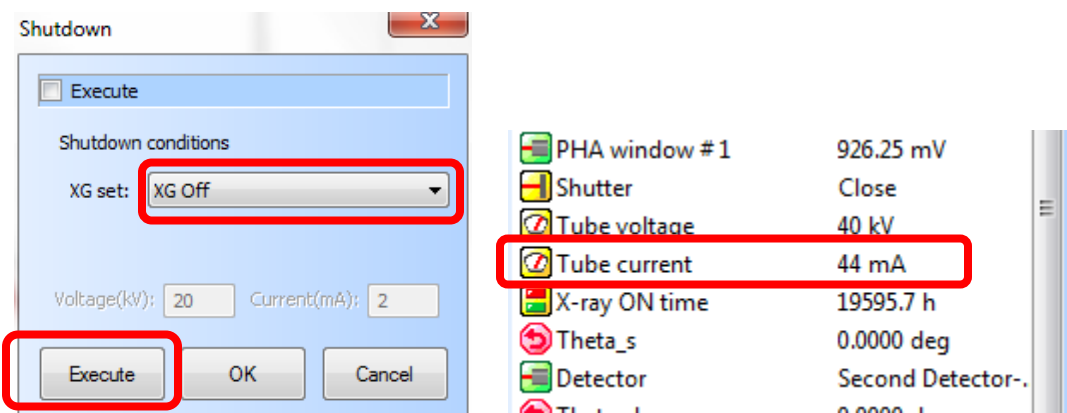 Shutdown
Execute
Shutdown conditions
XG set: XG Off
Voltage(kV): 20 Current(mA): 2
Execute OK Cancel
PHA window #1 926.25 mV
Shutter Close
Tube voltage 40 kV
Tube current 44 mA
X-ray ON time 19595.7 h
Theta_s 0.0000 deg
Detector Second Detector-.